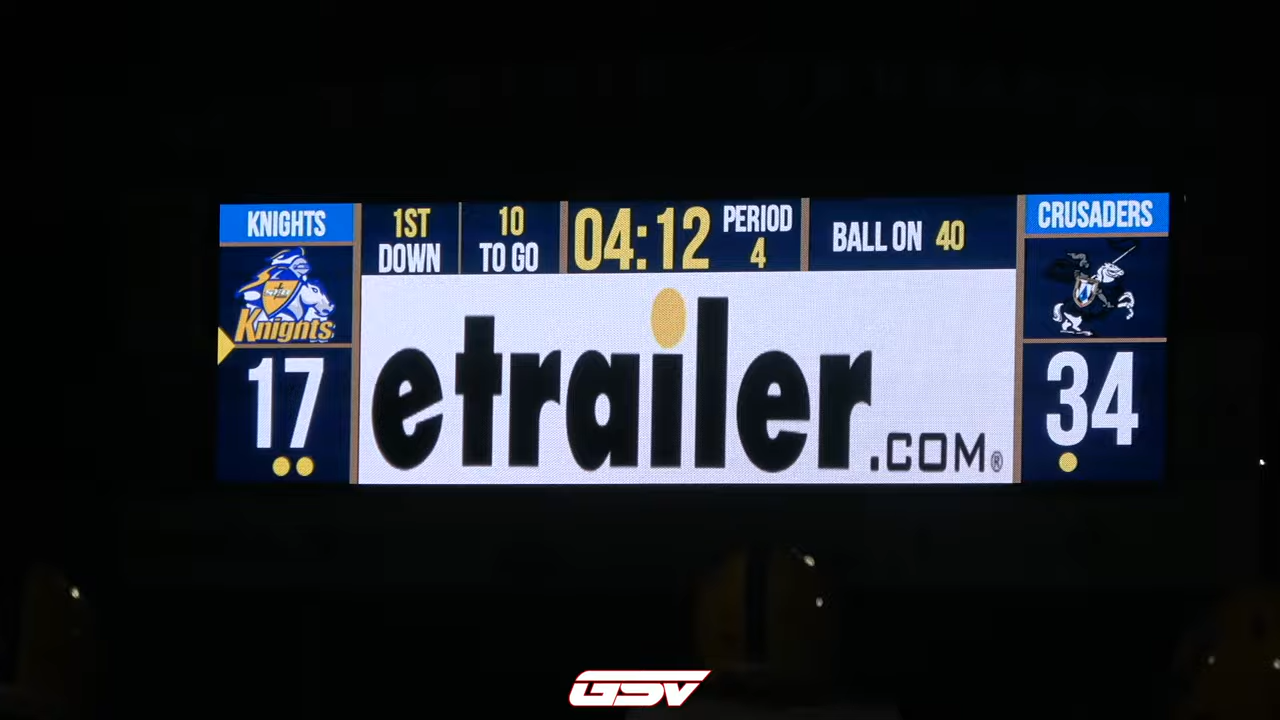 KNIGHTS
1ST
DOWN
10
TO GO
04:12
PERIOD
4
BALL ON 40
CRUSADERS
Knights
17
34
etrailer.COM®
GSV